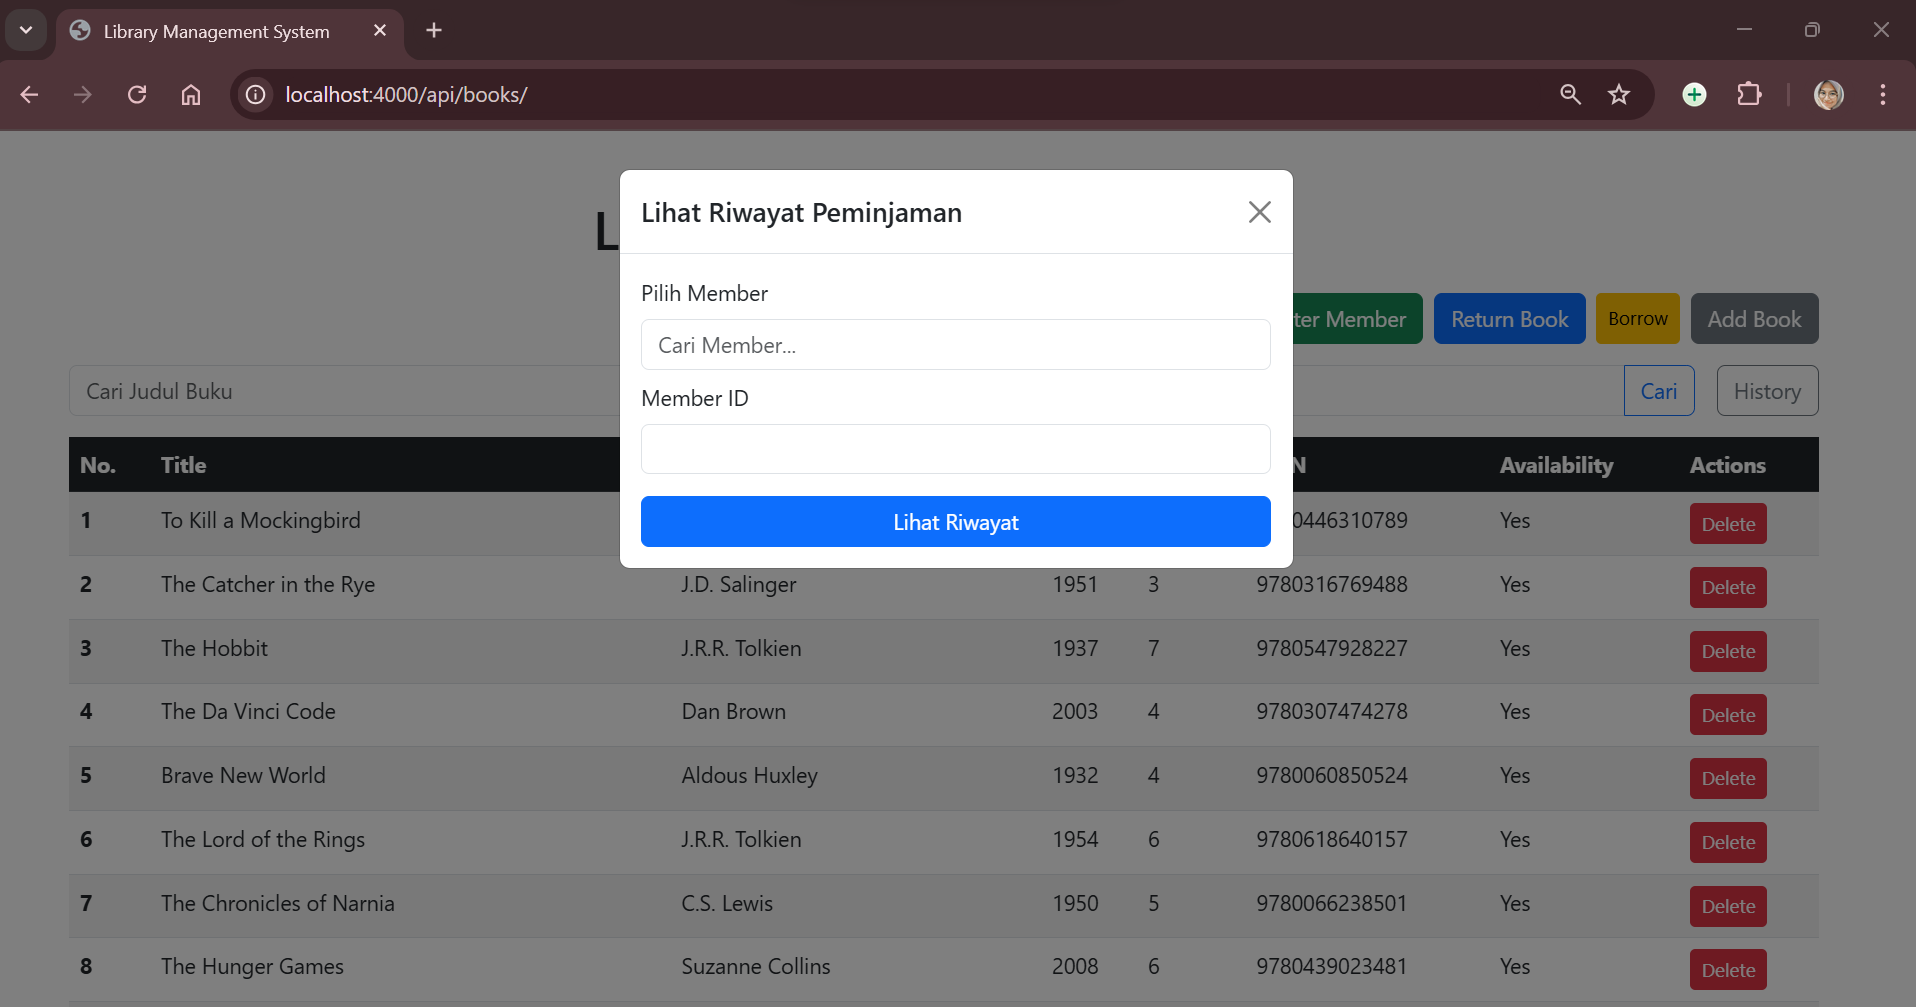 Library Management System
localhost:4000/api/books/
L
Lihat Riwayat Peminjaman
Pilih Member
Cari Member...
Member ID
Lihat Riwayat
ter Member Return Book Borrow Add Book
Cari Judul Buku Cari History
No. Title N Availability Actions
1 To Kill a Mockingbird 0446310789 Yes Delete
2 The Catcher in the Rye J.D. Salinger 1951 3 9780316769488 Yes Delete
3 The Hobbit J.R.R. Tolkien 1937 7 9780547928227 Yes Delete
4 The Da Vinci Code Dan Brown 2003 4 9780307474278 Yes Delete
5 Brave New World Aldous Huxley 1932 4 9780060850524 Yes Delete
6 The Lord of the Rings J.R.R. Tolkien 1954 6 9780618640157 Yes Delete
7 The Chronicles of Narnia C.S. Lewis 1950 5 9780066238501 Yes Delete
8 The Hunger Games Suzanne Collins 2008 6 9780439023481 Yes Delete